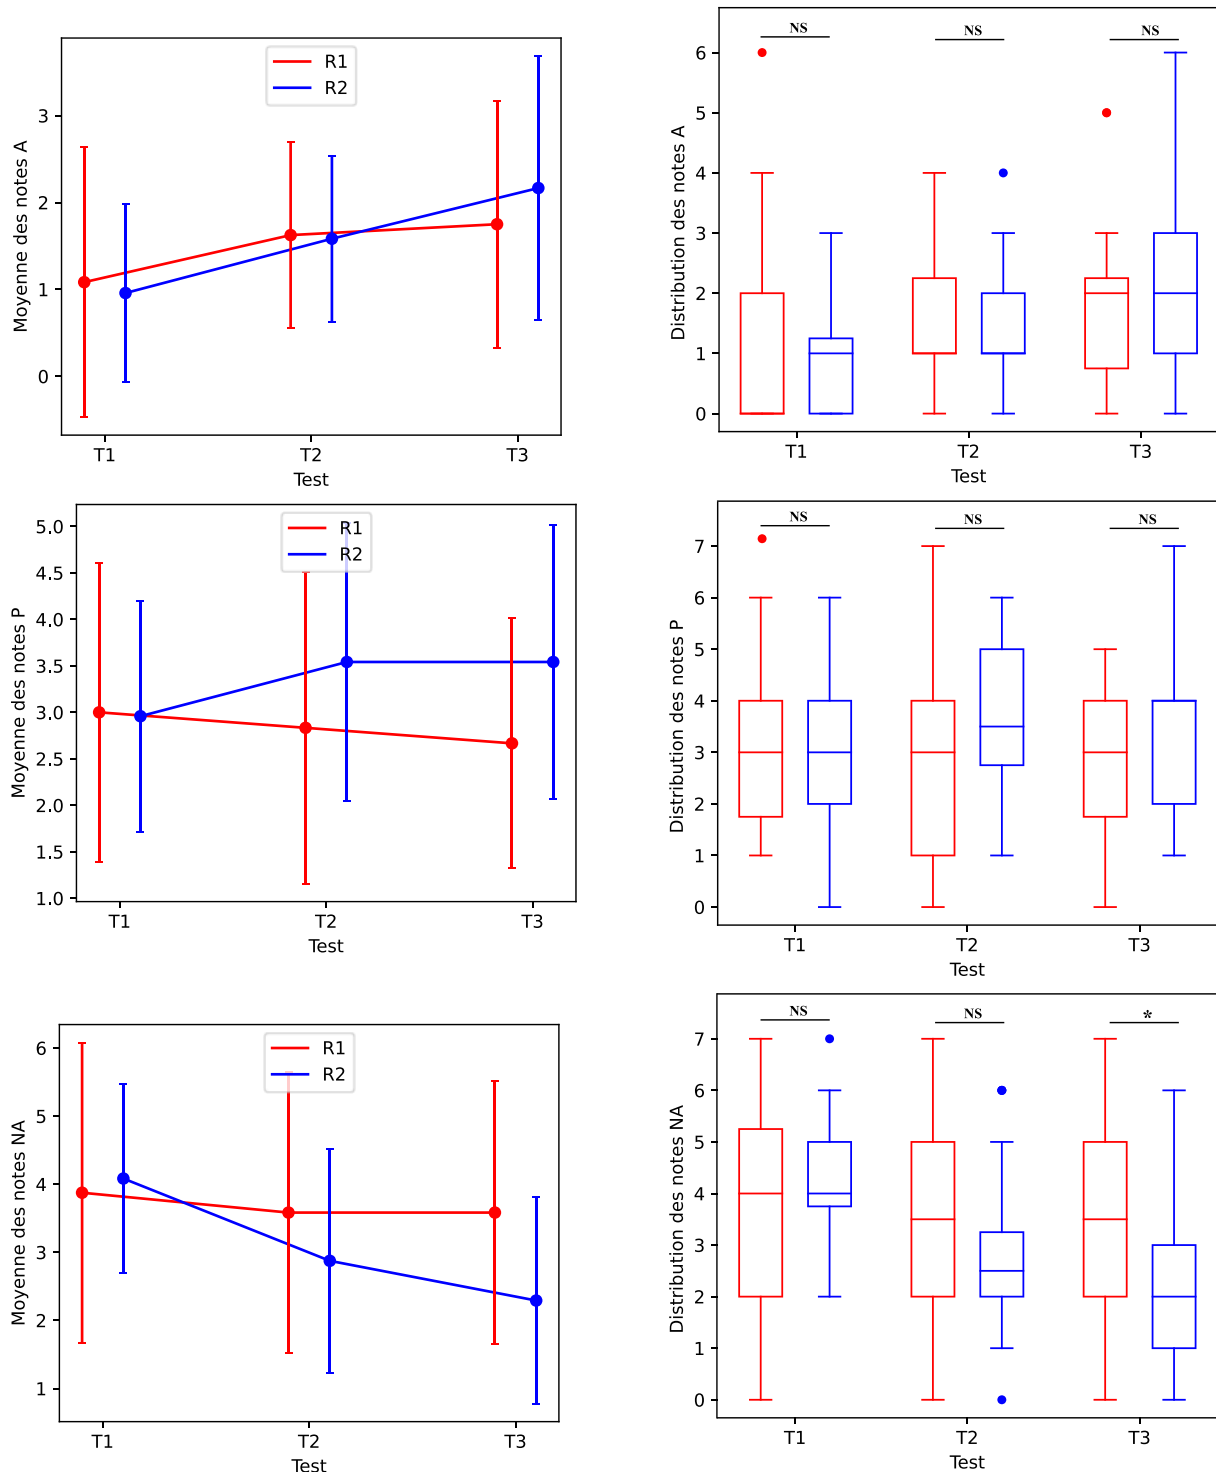 R1
R2
Moyenne des notes A
3
2
1
0
T1
T2
T3
Test
NS
NS
NS
Distribution des notes A
6
5
4
3
2
1
0
T1
T2
T3
Test
R1
R2
Moyenne des notes P
5.0
4.5
4.0
3.5
3.0
2.5
2.0
1.5
1.0
T1
T2
T3
Test
NS
NS
NS
Distribution des notes P
7
6
5
4
3
2
1
0
T1
T2
T3
Test
R1
R2
Moyenne des notes NA
6
5
4
3
2
1
T1
T2
T3
Test
NS
NS
*
Distribution des notes NA
7
6
5
4
3
2
1
0
T1
T2
T3
Test